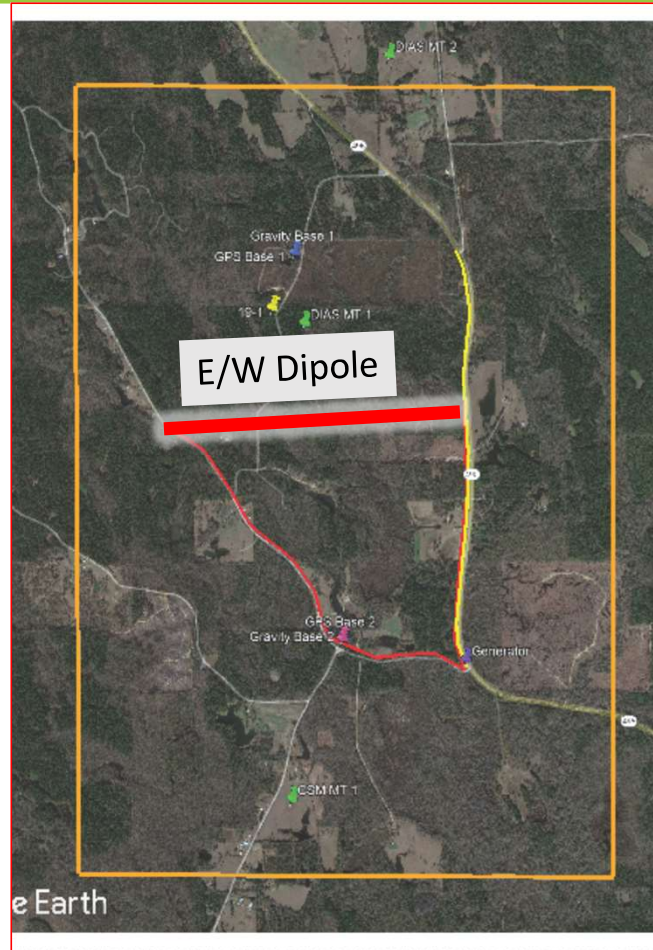 DIAS MT 2
Gravity Base 1
GPS Base 1
19-1
DIAS MT 1
E/W Dipole
GPS Base 2
Gravity Base 2
Generator
CSM MT 1
e Earth